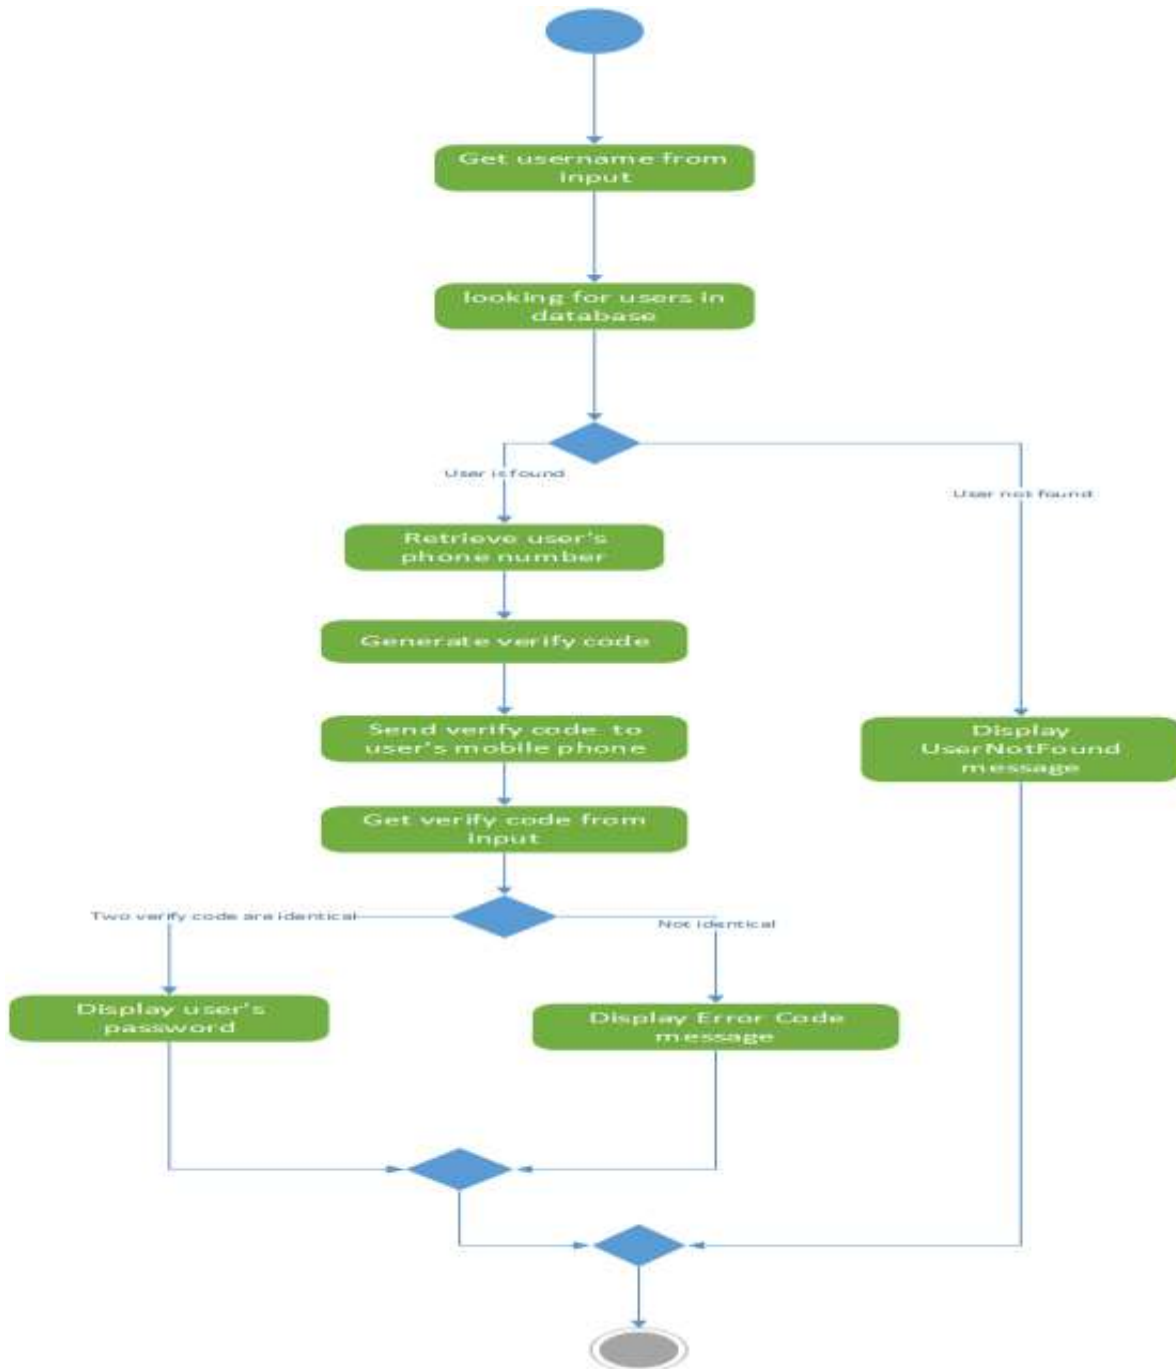 Get username from
input
looking for users in
database
User is found
User not found
Retrieve user's
phone number
Generate verify code
Send verify code to
user's mobile phone
Display
UserNotFound
message
Get verify code from
input
Two verify code are identical
Not identical
Display user's
password
Display Error Code
message